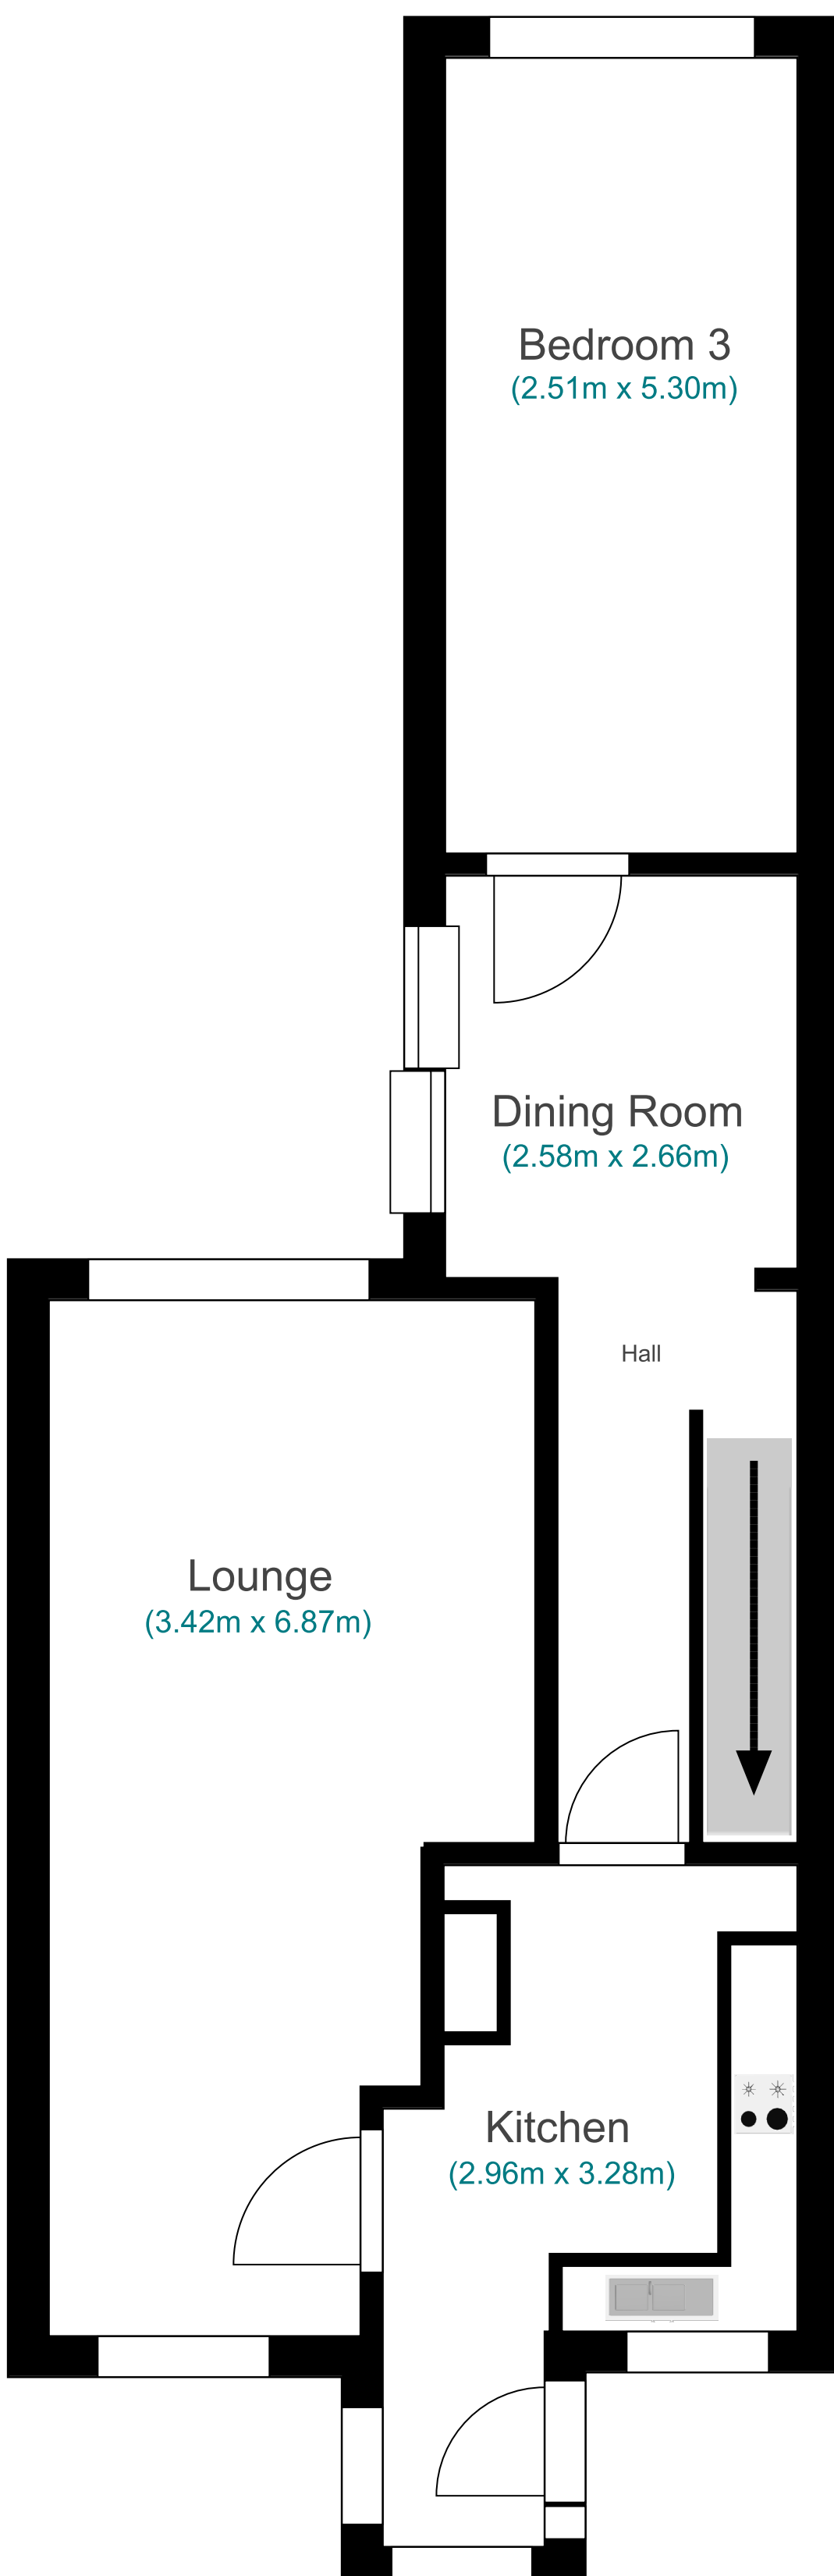 Bedroom 3
(2.51m x 5.30m)
Dining Room
(2.58m x 2.66m)
Hall
Lounge
(3.42m x 6.87m)
Kitchen
(2.96m x 3.28m)